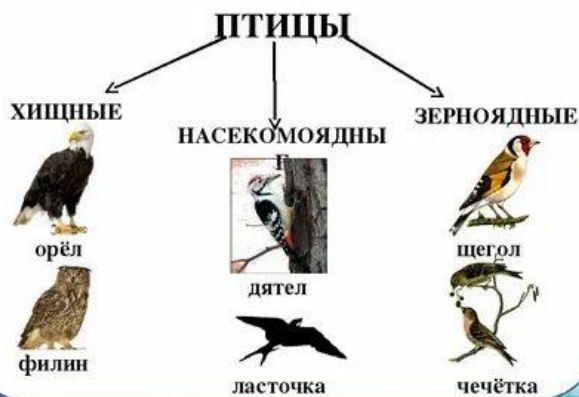 ПТИЦЫ
ХИЩНЫЕ
НАСЕКОМОЯДНЫ
Е
ЗЕРНОЯДНЫЕ
орёл
дятел
щегол
филин
ласточка
чечётка